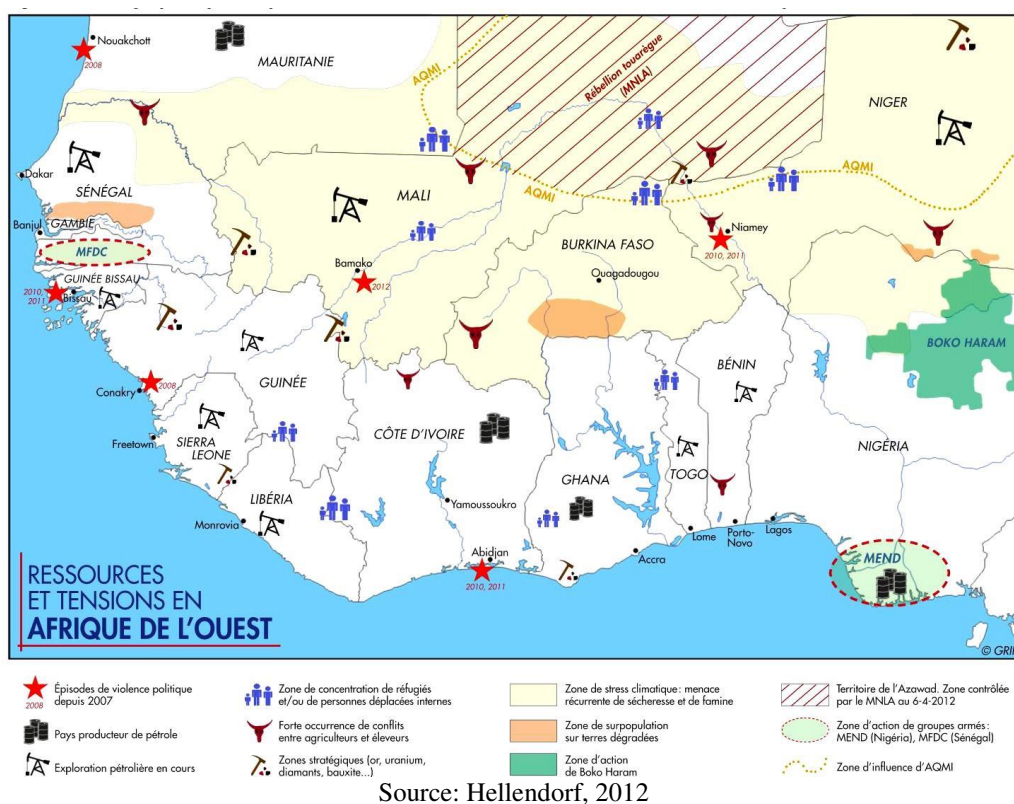 Nouakchott
2008
MAURITANIE
AQMI
Rébellion touarègue
(MNLA)
NIGER
Dakar
SÉNÉGAL
MALI
AQMI
AQMI
Banjul
GAMBIE
MFDC
BURKINA FASO
Niamey
2010, 2011
Bamako
2012
Ouagadougou
GUINÉE BISSAU
2010,
2011
Bissau
BOKO HARAM
GUINÉE
BÉNIN
Conakry
2008
CÔTE D'IVOIRE
NIGÉRIA
Freetown
SIERRA
LEONE
GHANA
TOGO
LIBÉRIA
Yamoussoukro
Monrovia
Lome
Porto-
Novo
Lagos
Abidjan
Accra
2010, 2011
MEND
RESSOURCES
ET TENSIONS EN
AFRIQUE DE L'OUEST
© GRI
2008
Épisodes de violence politique
depuis 2007
Pays producteur de pétrole
Exploration pétrolière en cours
Zone de concentration de réfugiés
et/ou de personnes déplacées internes
Forte occurrence de conflits
entre agriculteurs et éleveurs
Zones stratégiques (or, uranium,
diamants, bauxite...)
Zone de stress climatique: menace
récurrente de sécheresse et de famine
Zone de surpopulation
sur terres dégradées
Zone d'action
de Boko Haram
Territoire de l'Azawad. Zone contrôlée
par le MNLA au 6-4-2012
Zone d'action de groupes armés:
MEND (Nigéria), MFDC (Sénégal)
Zone d'influence d'AQMI
Source: Hellendorf, 2012